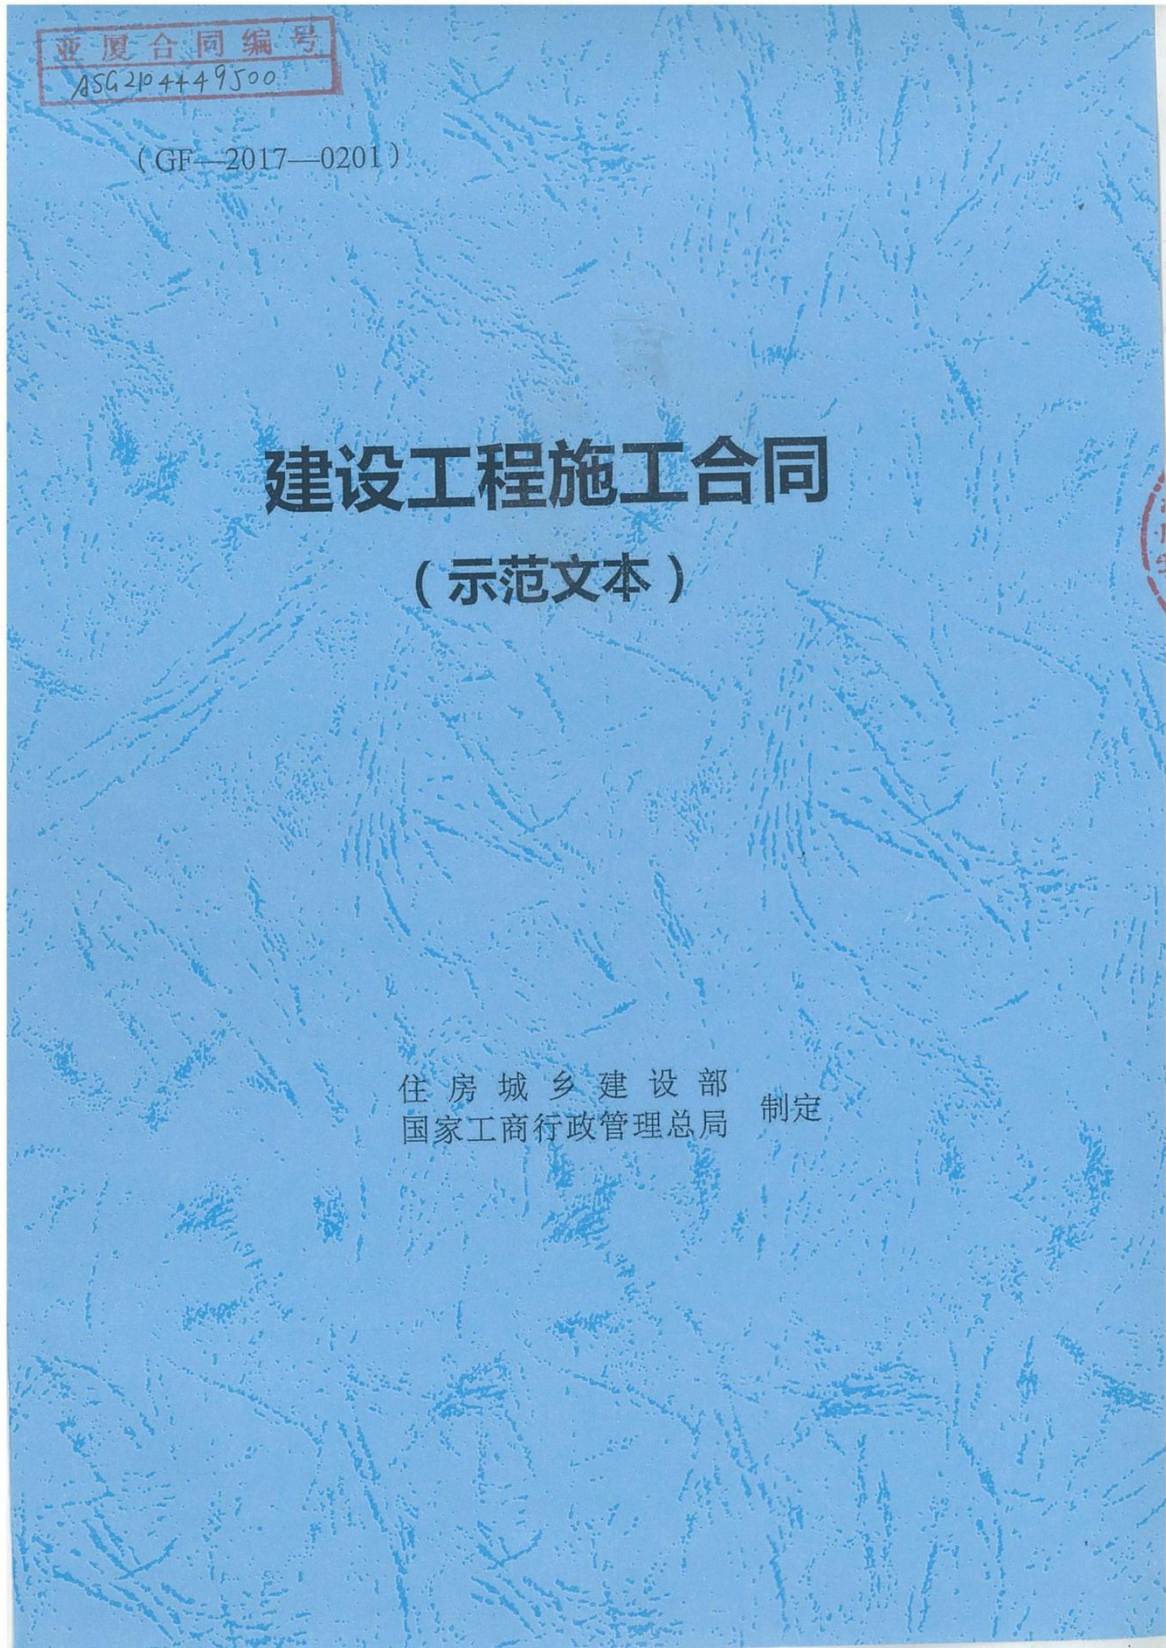 亚厦合同编号
ASG2104449500
（GF—2017—0201）
建设工程施工合同
（示范文本）
住房城乡建设部
国家工商行政管理总局
制定